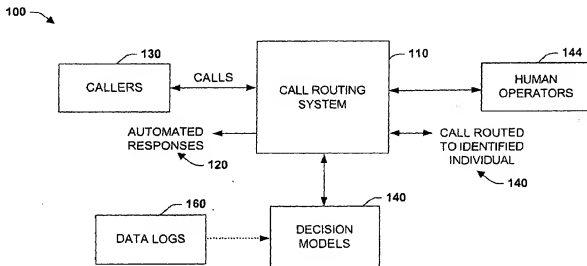 100
130
CALLERS
CALLS
110
CALL ROUTING
SYSTEM
144
HUMAN
OPERATORS
AUTOMATED
RESPONSES
120
CALL ROUTED
TO IDENTIFIED
INDIVIDUAL
140
160
DATA LOGS
140
DECISION
MODELS